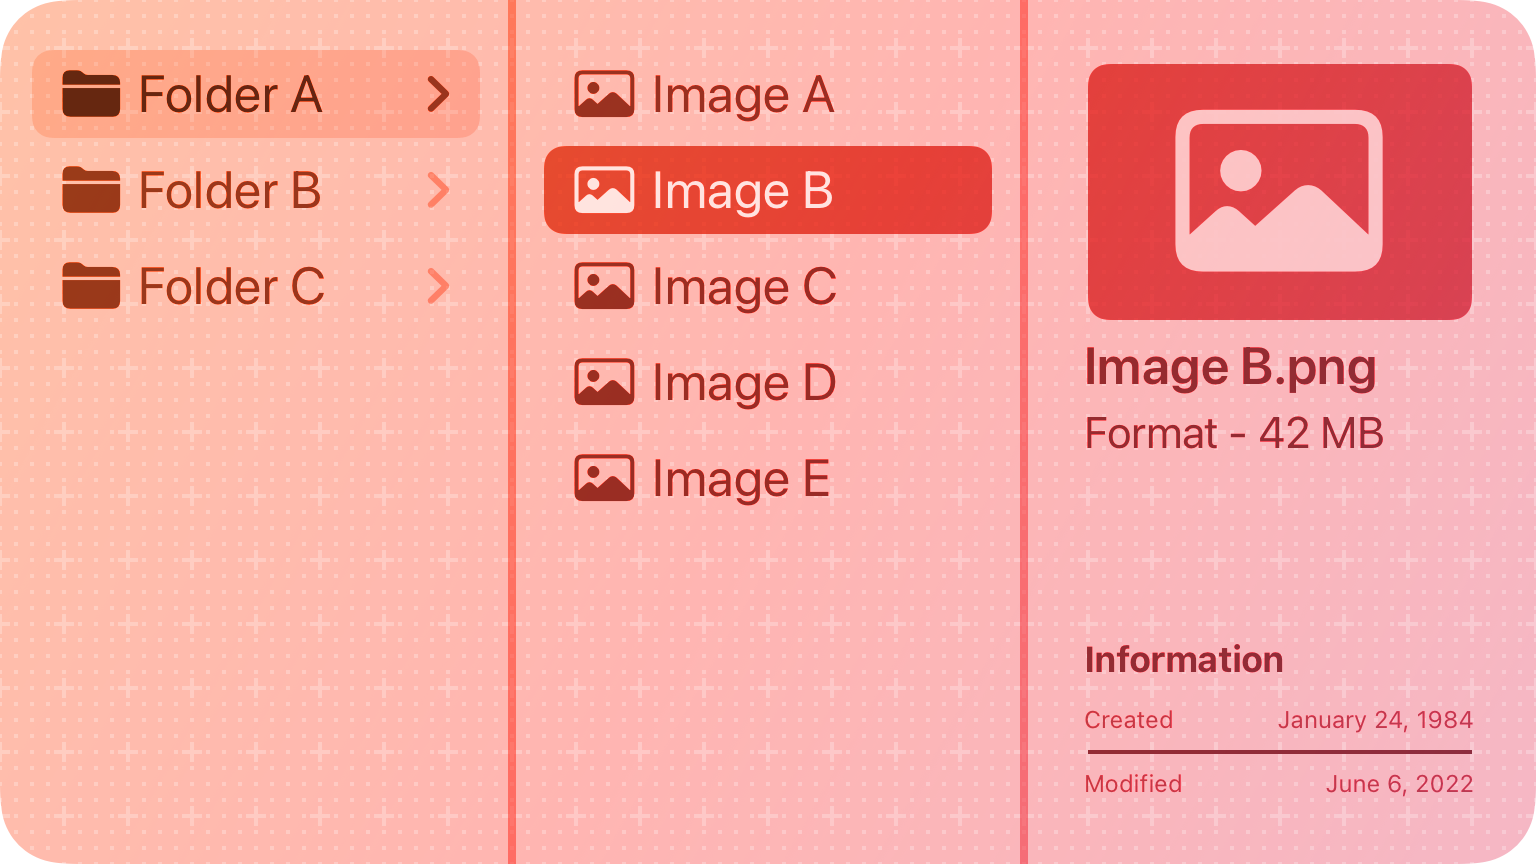 Folder A
Folder B
Folder C
Image A
Image B
Image C
Image D
Image E
Image B.png
Format - 42 MB
Information
Created January 24, 1984
Modified June 6, 2022